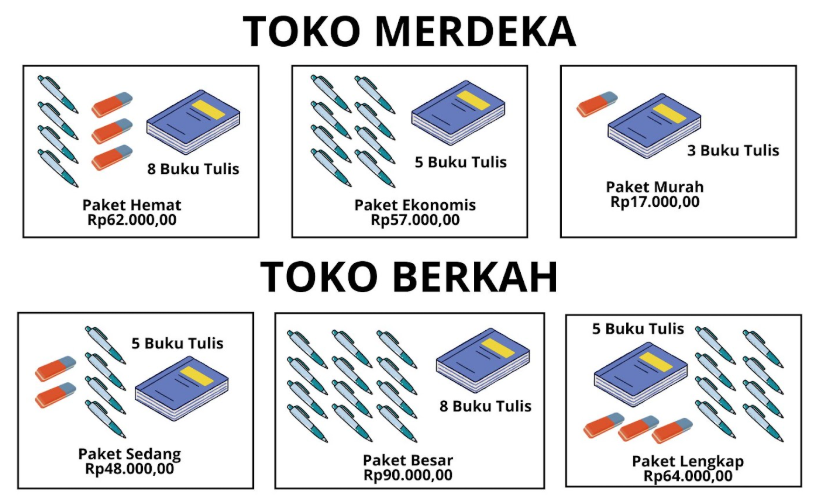 TOKO MERDEKA
8 Buku Tulis
Paket Hemat
Rp62.000,00
5 Buku Tulis
Paket Ekonomis
Rp57.000,00
3 Buku Tulis
Paket Murah
Rp17.000,00
TOKO BERKAH
5 Buku Tulis
Paket Sedang
Rp48.000,00
8 Buku Tulis
Paket Besar
Rp90.000,00
5 Buku Tulis
Paket Lengkap
Rp64.000,00